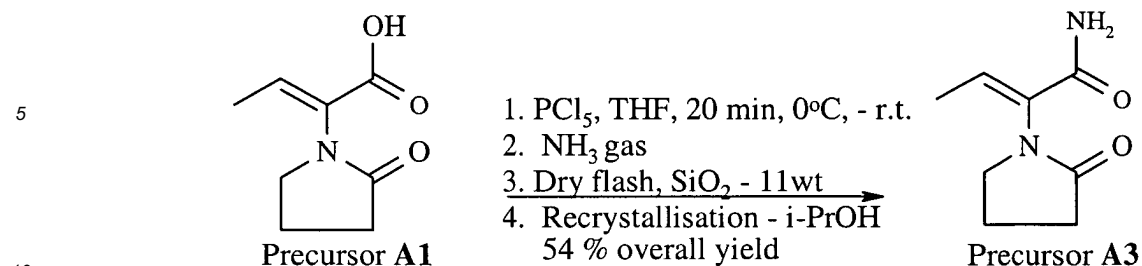 OH
NH₂
O
O
5
1. PCl₅, THF, 20 min, 0°C, - r.t.
2. NH₃ gas
N
O
N
O
3. Dry flash, SiO₂ - 11wt
4. Recrystallisation - i-PrOH
54 % overall yield
Precursor A1
Precursor A3